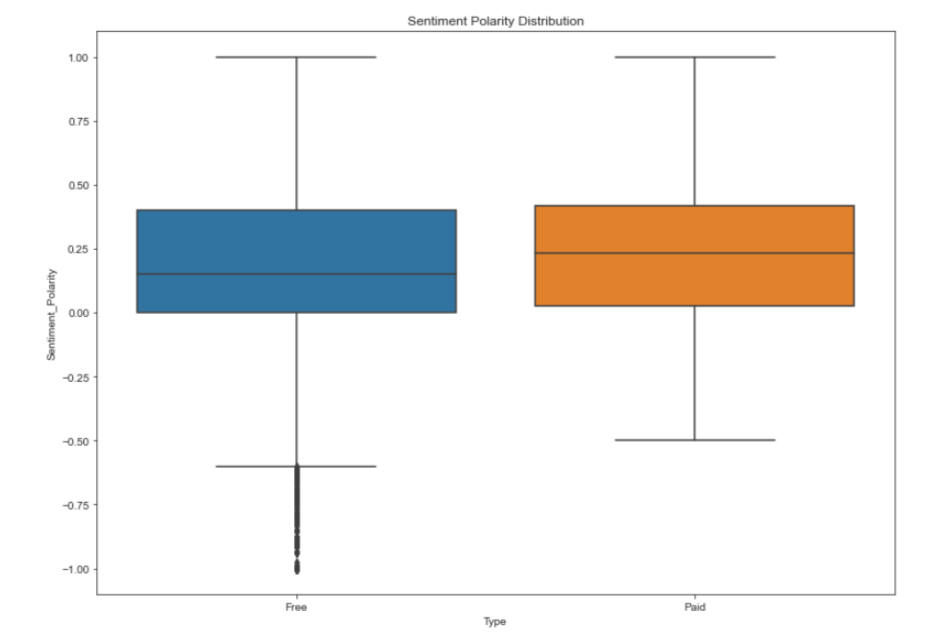 Sentiment Polarity Distribution
1.00
0.75
0.50
0.25
0.00
−0.25
−0.50
−0.75
−1.00
Sentiment_Polarity
Free
Paid
Type